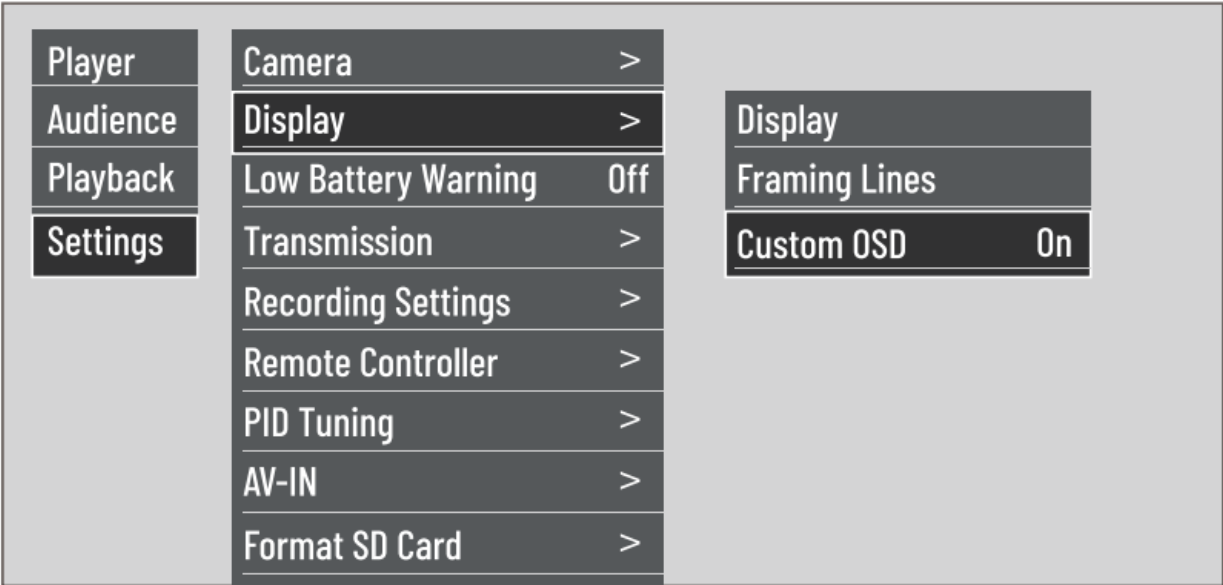 Player
Audience
Playback
Settings
Camera >
Display >
Low Battery Warning Off
Transmission >
Recording Settings >
Remote Controller >
PID Tuning >
AV-IN >
Format SD Card >
Display
Framing Lines
Custom OSD On